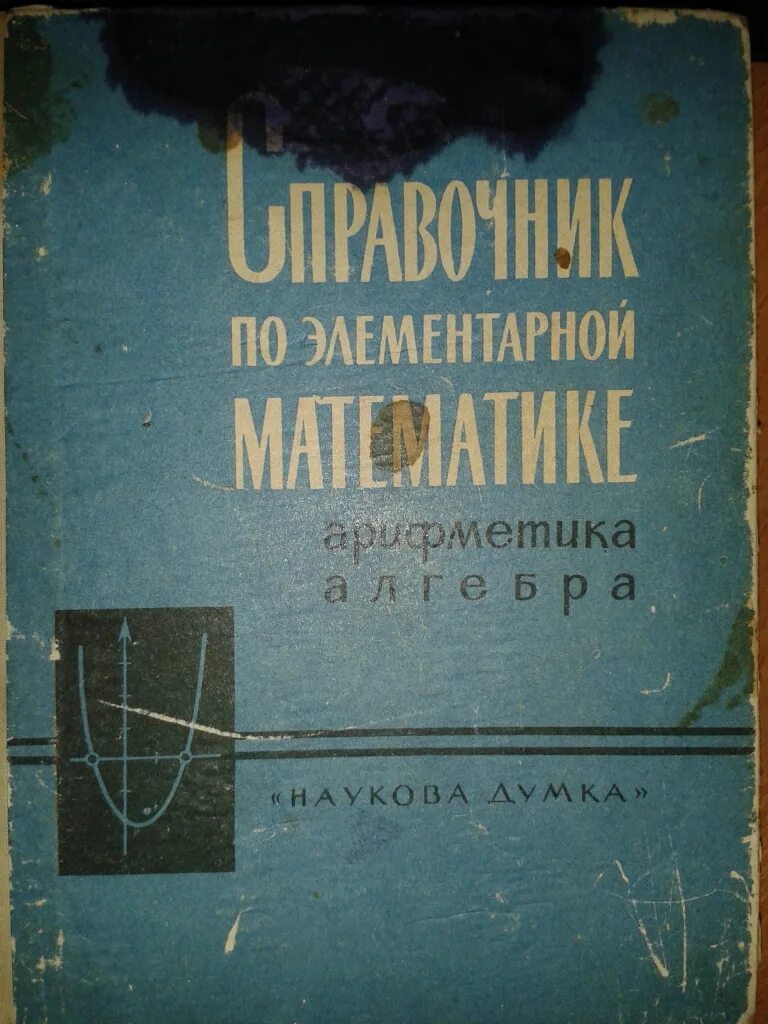 Справочник
по элементарной
математике
арифметика
алгебра
«НАУКОВА ДУМКА»